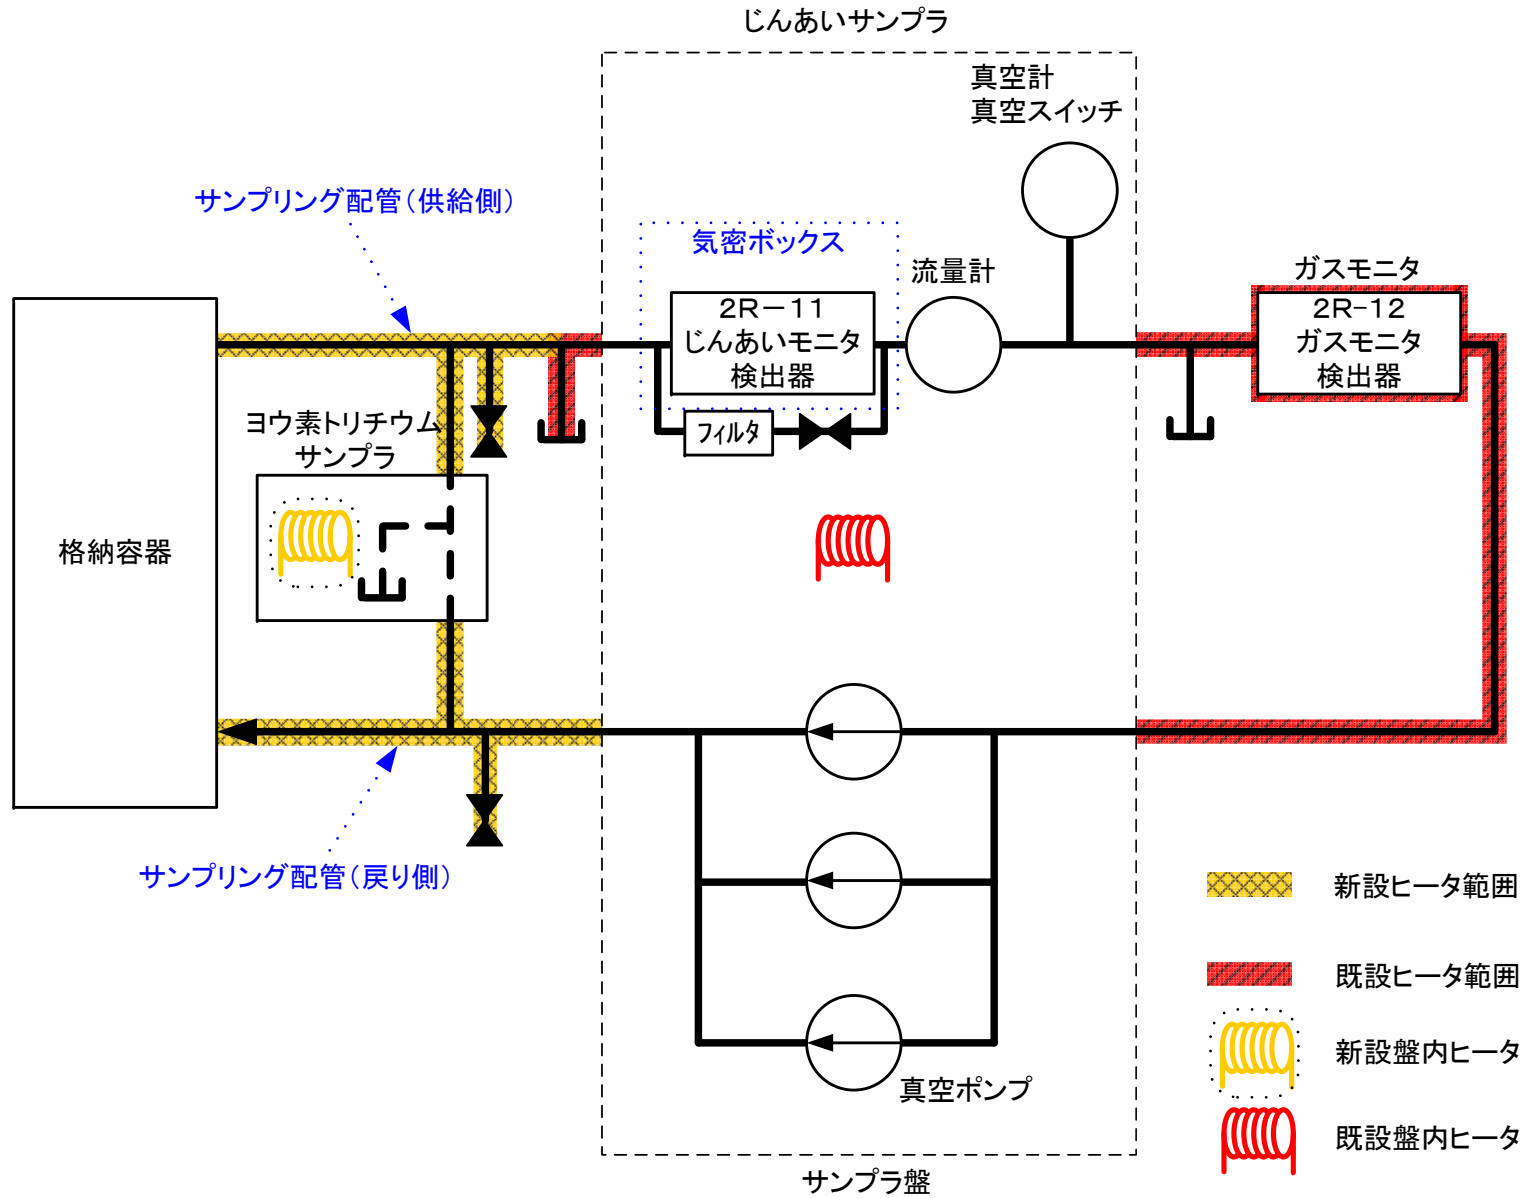 じんあいサンプラ
真空計
真空スイッチ
サンプリング配管(供給側)
気密ボックス
流量計
ガスモニタ
2R-11
じんあいモニタ
検出器
2R-12
ガスモニタ
検出器
フィルタ
ヨウ素トリチウム
サンプラ
格納容器
サンプリング配管(戻り側)
真空ポンプ
サンプラ盤
新設ヒータ範囲
既設ヒータ範囲
新設盤内ヒータ
既設盤内ヒータ